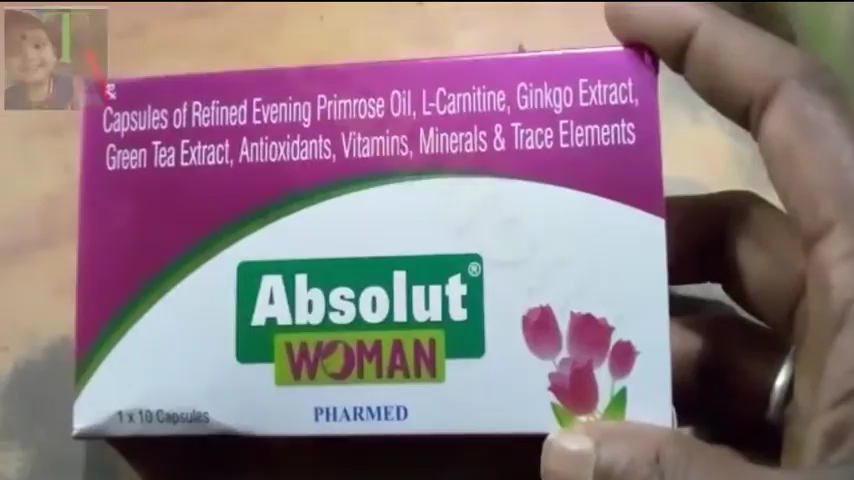 TV
℞
Capsules of Refined Evening Primrose Oil, L-Carnitine, Ginkgo Extract,
Green Tea Extract, Antioxidants, Vitamins, Minerals & Trace Elements
Absolut®
WOMAN
1 x 10 Capsules
PHARMED